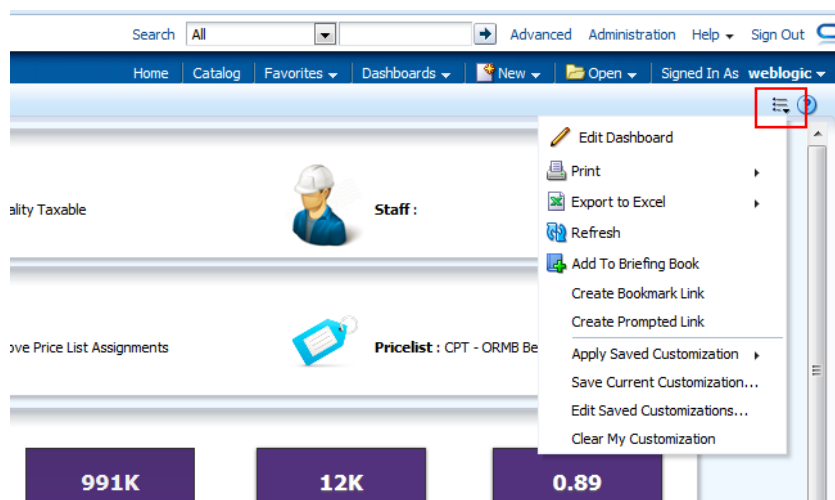 Search All Advanced Administration Help Sign Out
Home Catalog Favorites Dashboards New Open Signed In As weblogic
Edit Dashboard
Print
ality Taxable Staff : Export to Excel
Refresh
Add To Briefing Book
Create Bookmark Link
Create Prompted Link
ove Price List Assignments Pricelist : CPT - ORMB Be Apply Saved Customization
Save Current Customization...
Edit Saved Customizations...
Clear My Customization
991K 12K 0.89